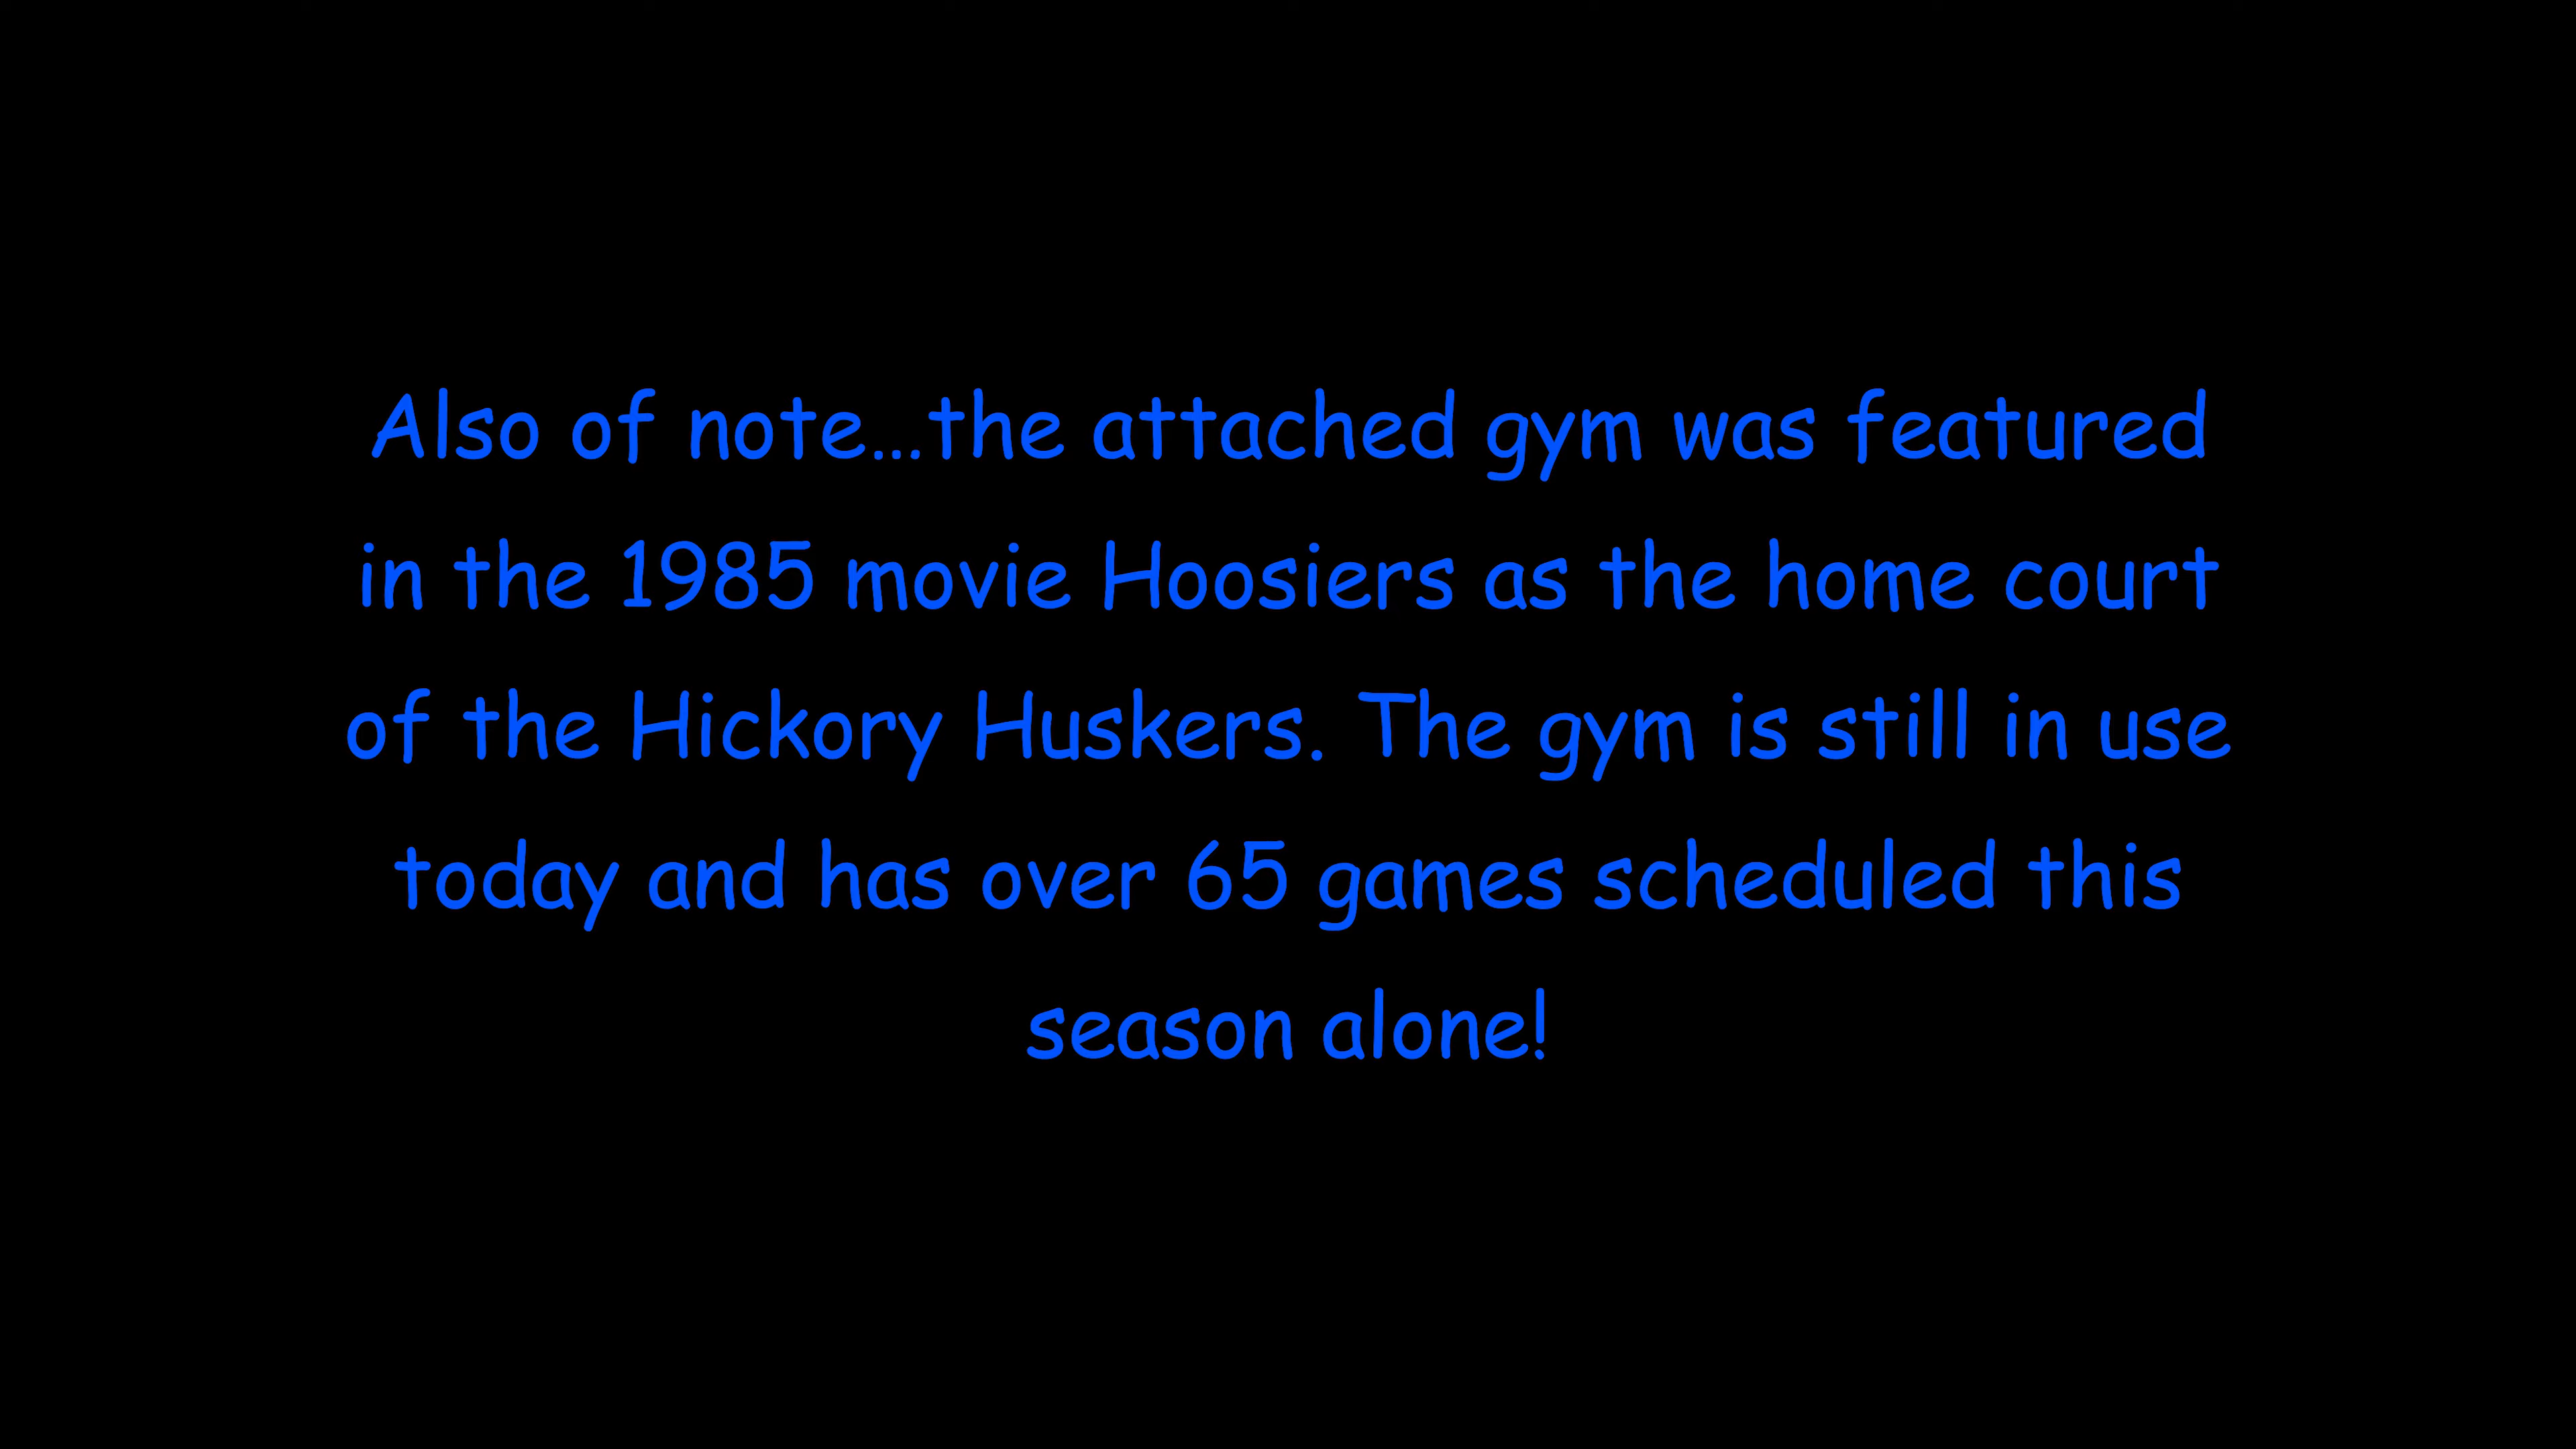 Also of note...the attached gym was featured
in the 1985 movie Hoosiers as the home court
of the Hickory Huskers. The gym is still in use
today and has over 65 games scheduled this
season alone!